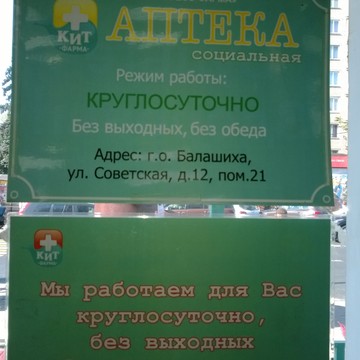 КИТ
ФАРМА
АПТЕКА
социальная
Режим работы:
КРУГЛОСУТОЧНО
Без выходных, без обеда
Адрес: г.о. Балашиха,
ул. Советская, д.12, пом.21
КИТ
ФАРМА
Мы работаем для Вас
круглосуточно,
без выходных